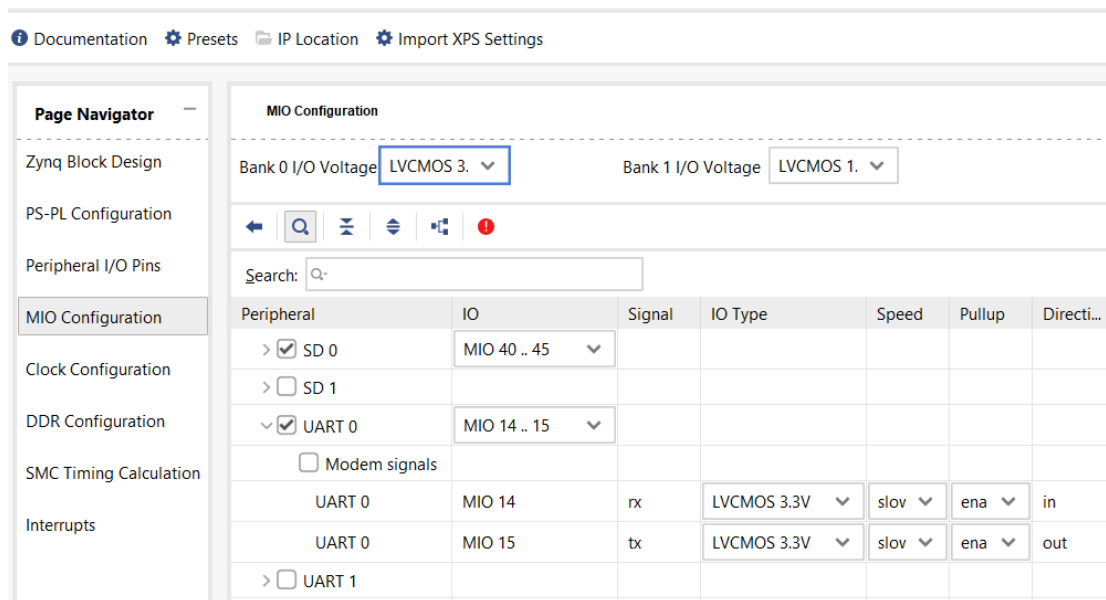 Documentation Presets IP Location Import XPS Settings
Page Navigator
MIO Configuration
Zynq Block Design
Bank 0 I/O Voltage LVCMOS 3. Bank 1 I/O Voltage LVCMOS 1.
PS-PL Configuration
Peripheral I/O Pins
Search:
MIO Configuration
Peripheral IO Signal IO Type Speed Pullup Directi...
SD 0 MIO 40 .. 45
Clock Configuration
SD 1
DDR Configuration
UART 0 MIO 14 .. 15
Modem signals
SMC Timing Calculation
UART 0 MIO 14 rx LVCMOS 3.3V slov ena in
Interrupts
UART 0 MIO 15 tx LVCMOS 3.3V slov ena out
UART 1